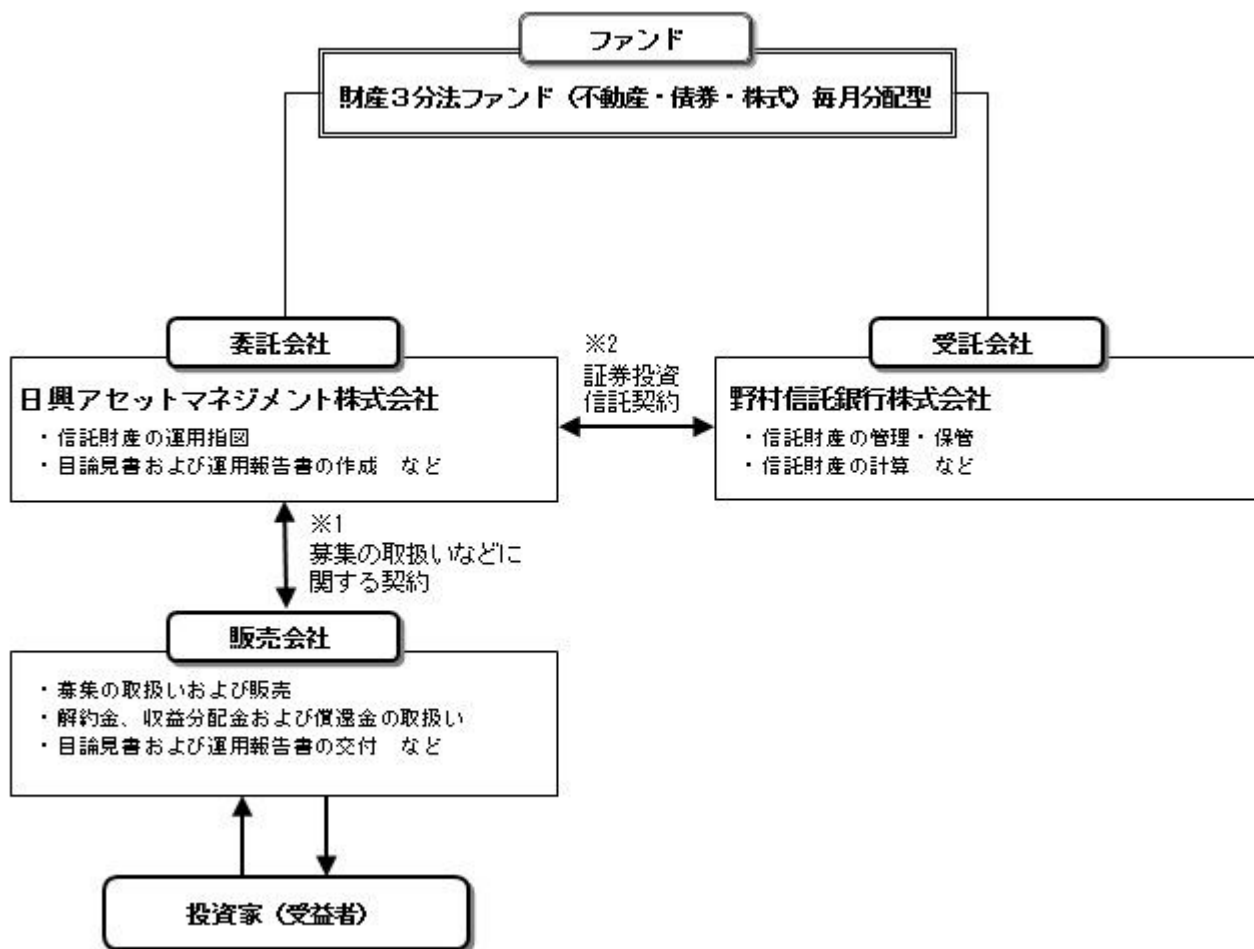 ファンド
財産3分法ファンド（不動産・債券・株式）毎月分配型
委託会社
日興アセットマネジメント株式会社
・信託財産の運用指図
・目論見書および運用報告書の作成　など
※2
証券投資
信託契約
受託会社
野村信託銀行株式会社
・信託財産の管理・保管
・信託財産の計算　など
※1
募集の取扱いなどに
関する契約
販売会社
・募集の取扱いおよび販売
・解約金、収益分配金および償還金の取扱い
・目論見書および運用報告書の交付　など
投資家（受益者）